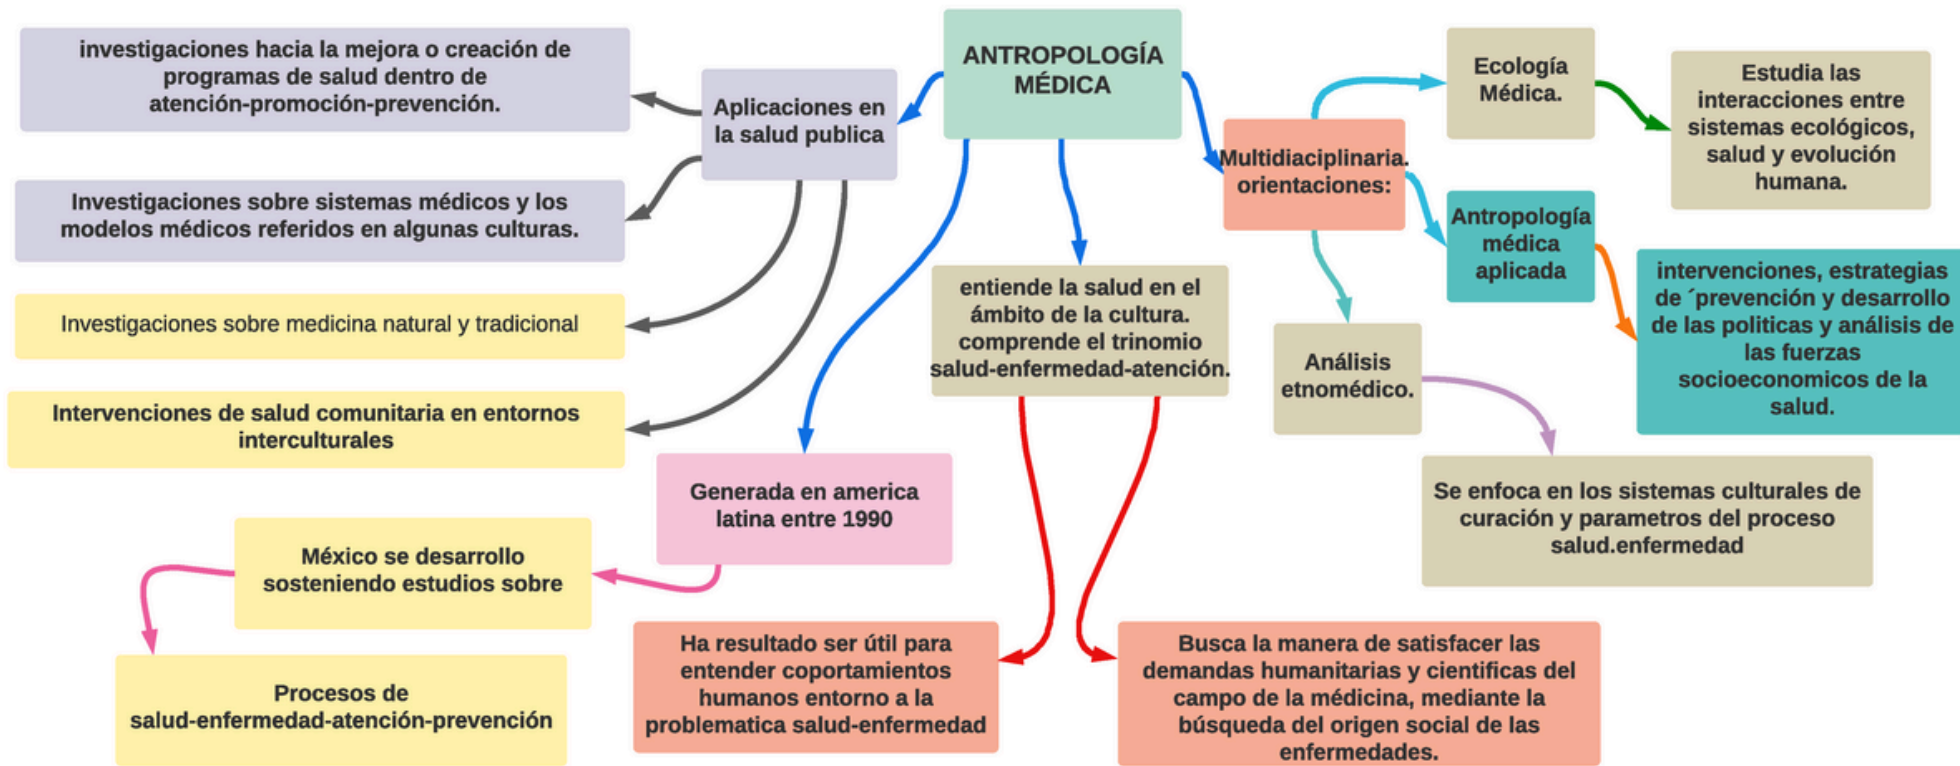 ANTROPOLOGÍA
MÉDICA
investigaciones hacia la mejora o creación de
programas de salud dentro de
atención-promoción-prevención.
Aplicaciones en
la salud publica
Investigaciones sobre sistemas médicos y los
modelos médicos referidos en algunas culturas.
Investigaciones sobre medicina natural y tradicional
Intervenciones de salud comunitaria en entornos
interculturales
Generada en america
latina entre 1990
México se desarrollo
sosteniendo estudios sobre
Procesos de
salud-enfermedad-atención-prevención
entiende la salud en el
ámbito de la cultura.
comprende el trinomio
salud-enfermedad-atención.
Ha resultado ser útil para
entender coportamientos
humanos entorno a la
problematica salud-enfermedad
Busca la manera de satisfacer las
demandas humanitarias y cientificas del
campo de la médicina, mediante la
búsqueda del origen social de las
enfermedades.
Multidiaciplinaria.
orientaciones:
Ecología
Médica.
Estudia las
interacciones entre
sistemas ecológicos,
salud y evolución
humana.
Antropología
médica
aplicada
intervenciones, estrategias
de ´prevención y desarrollo
de las politicas y análisis de
las fuerzas
socioeconomicos de la
salud.
Análisis
etnomédico.
Se enfoca en los sistemas culturales de
curación y parametros del proceso
salud.enfermedad